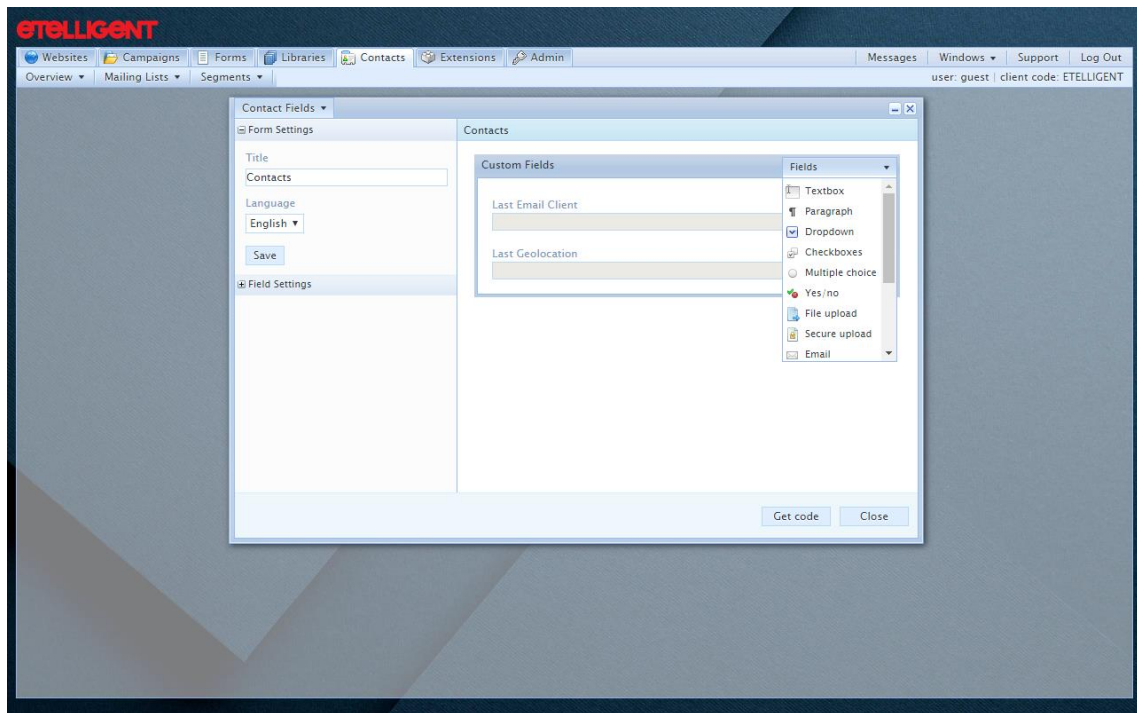 eTELLIGENT
Websites Campaigns Forms Libraries Contacts Extensions Admin Messages Windows Support Log Out
Overview Mailing Lists Segments user: guest client code: ETELLIGENT
Contact Fields
Form Settings
Title
Contacts
Language
English
Save
Field Settings
Contacts
Custom Fields
Last Email Client
Last Geolocation
Fields
Textbox
Paragraph
Dropdown
Checkboxes
Multiple choice
Yes/no
File upload
Secure upload
Email
Get code Close